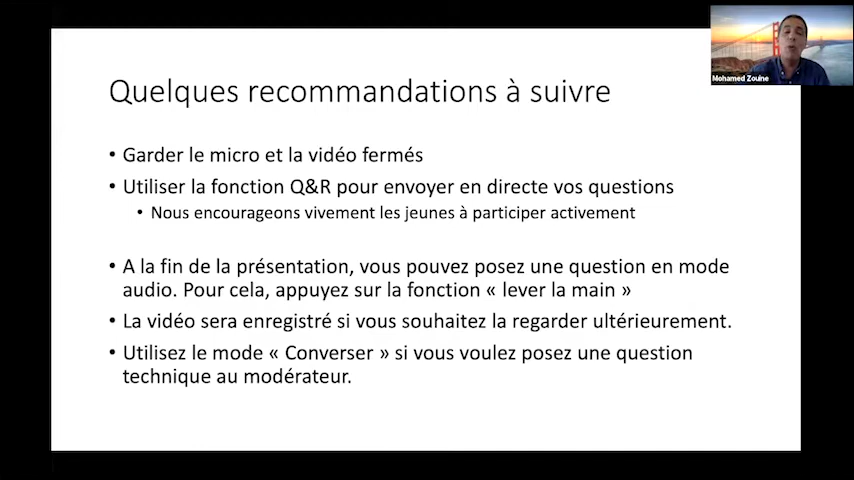 Quelques recommandations à suivre
• Garder le micro et la vidéo fermés
• Utiliser la fonction Q&R pour envoyer en directe vos questions
• Nous encourageons vivement les jeunes à participer activement
• A la fin de la présentation, vous pouvez posez une question en mode
audio. Pour cela, appuyez sur la fonction « lever la main »
• La vidéo sera enregistré si vous souhaitez la regarder ultérieurement.
• Utilisez le mode « Converser » si vous voulez posez une question
technique au modérateur.
Mohamed Zouine